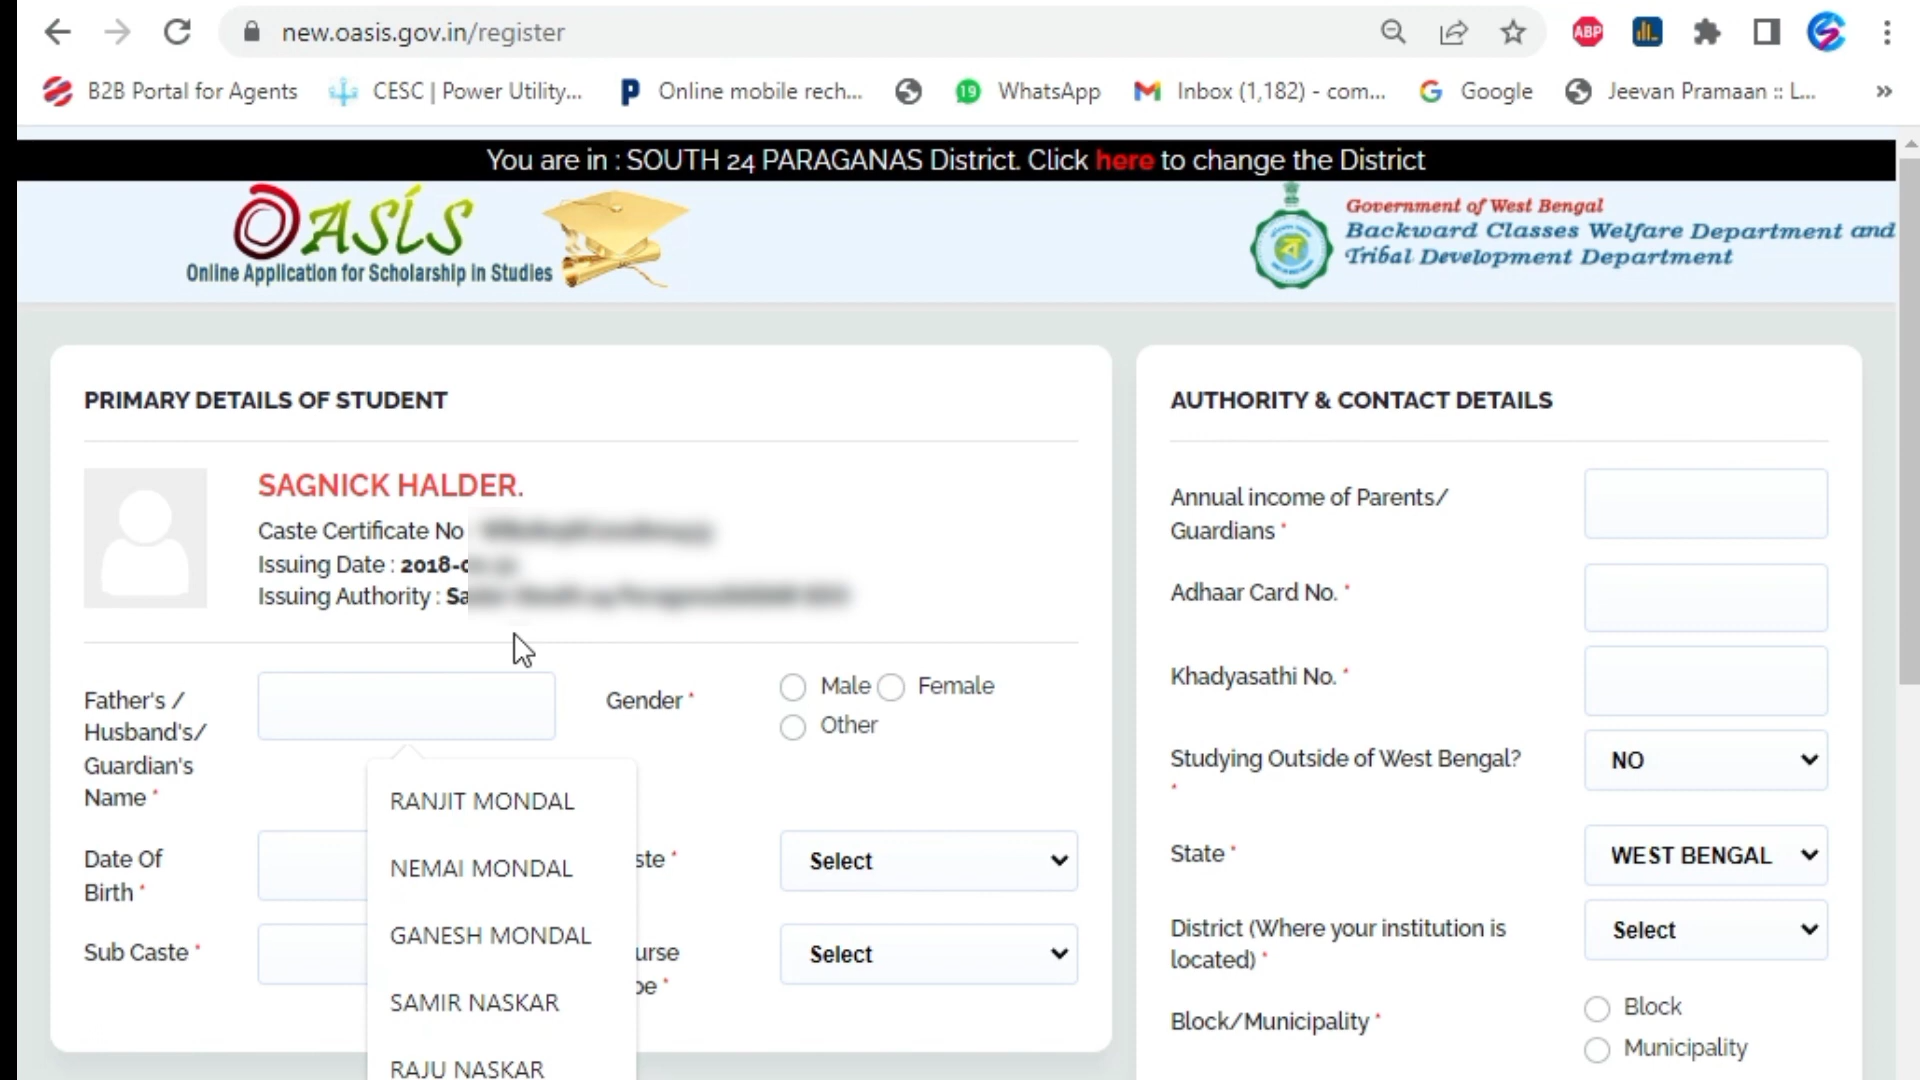 new.oasis.gov.in/register
ABP
B2B Portal for Agents
CESC | Power Utility...
Online mobile rech...
19
WhatsApp
Inbox (1,182) - com...
Google
Jeevan Pramaan :: L...
»
You are in : SOUTH 24 PARAGANAS District. Click here to change the District
OASIS
Online Application for Scholarship in Studies
Government of West Bengal
Backward Classes Welfare Department and
Tribal Development Department
PRIMARY DETAILS OF STUDENT
SAGNICK HALDER.
Caste Certificate No
Issuing Date : 2018-0
Issuing Authority : Sa
Father's /
Husband's/
Guardian's
Name *
Gender *
Male
Female
Other
RANJIT MONDAL
NEMAI MONDAL
GANESH MONDAL
SAMIR NASKAR
RAJU NASKAR
Date Of
Birth *
ste *
Select
Sub Caste *
urse
pe *
Select
AUTHORITY & CONTACT DETAILS
Annual income of Parents/
Guardians *
Adhaar Card No. *
Khadyasathi No. *
Studying Outside of West Bengal?
*
NO
State *
WEST BENGAL
District (Where your institution is
located) *
Select
Block/Municipality *
Block
Municipality